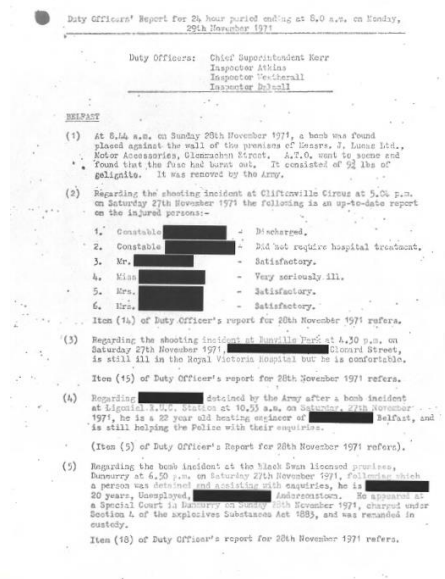 Duty Officers' Report for 24 hour period ending at 8.0 a.m. on Monday,
29th November 1971
Duty Officers: Chief Superintendent Kerr
Inspector Atkins
Inspector Wetherall
Inspector Dalzell
BELFAST
(1) At 8.44 a.m. on Sunday 28th November 1971, a bomb was found
placed against the wall of the premises of Messrs. J. Lucas Ltd.,
Motor Accessories, Glenmachan Street. A.T.O. went to scene and
found that the fuse had burnt out. It consisted of 9¾ lbs of
gelignite. It was removed by the Army.
(2) Regarding the shooting incident at Cliftonville Circus at 5.04 p.m.
on Saturday 27th November 1971 the following is an up-to-date report
on the injured persons:-
1. Constable - Discharged.
2. Constable - Did not require hospital treatment.
3. Mr. - Satisfactory.
4. Miss - Very seriously ill.
5. Mrs. - Satisfactory.
6. Mrs. - Satisfactory.
Item (14) of Duty Officer's report for 28th November 1971 refers.
(3) Regarding the shooting incident at Dunville Park at 4.30 p.m. on
Saturday 27th November 1971, Clonard Street,
is still ill in the Royal Victoria Hospital but he is comfortable.
Item (15) of Duty Officer's report for 28th November 1971 refers.
(4) Regarding detained by the Army after a bomb incident
at Ligoniel R.U.C. Station at 10.53 a.m. on Saturday, 27th November
1971, he is a 22 year old heating engineer of Belfast, and
is still helping the Police with their enquiries.
(Item (5) of Duty Officer's Report for 28th November 1971 refers).
(5) Regarding the bomb incident at the Black Swan licensed premises,
Dunmurry at 6.50 p.m. on Saturday 27th November 1971, following which
a person was detained and assisting with enquiries, he is
20 years, Unemployed, Andersonstown. He appeared at
a Special Court in Dunmurry on Sunday 28th November 1971, charged under
Section 4 of the Explosives Substances Act 1883, and was remanded in
custody.
Item (18) of Duty Officer's report for 28th November 1971 refers.